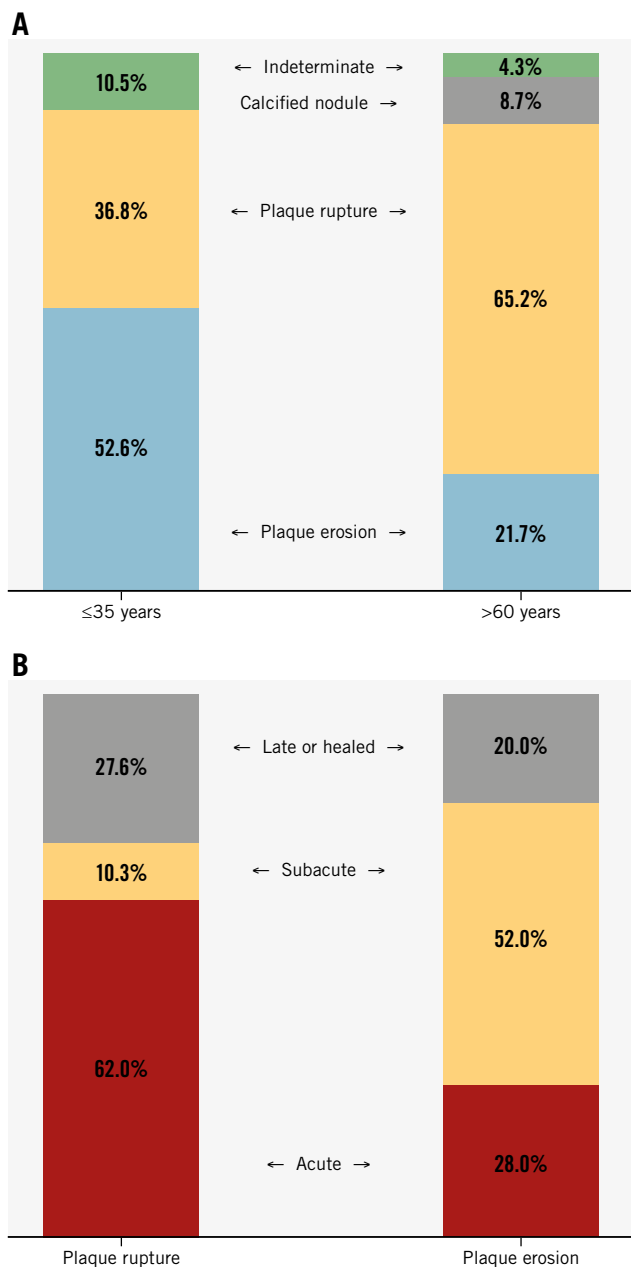 A
10.5% ← Indeterminate → 4.3%
Calcified nodule → 8.7%
36.8% ← Plaque rupture →
65.2%
52.6%
← Plaque erosion → 21.7%
≤35 years >60 years
B
27.6% ← Late or healed → 20.0%
10.3% ← Subacute →
52.0%
62.0%
← Acute → 28.0%
Plaque rupture Plaque erosion